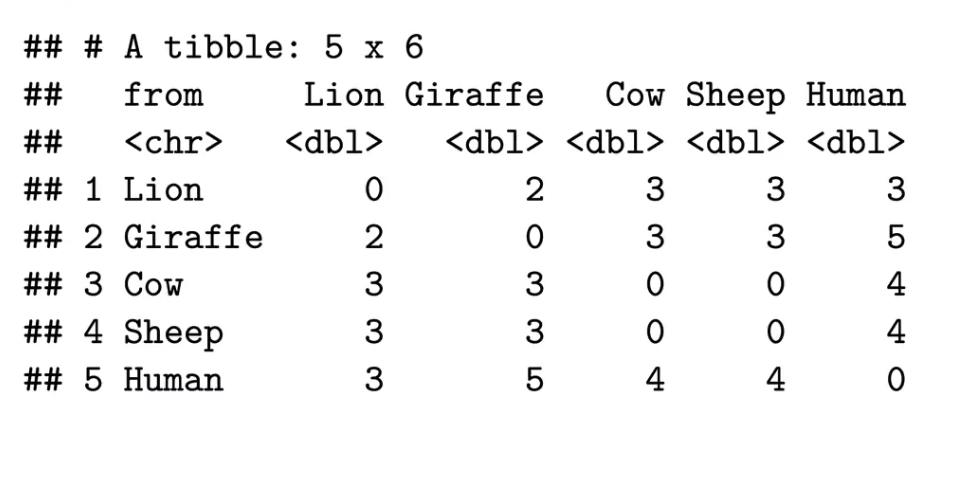 ## # A tibble: 5 x 6
##   from        Lion Giraffe   Cow Sheep Human
##   <chr>      <dbl>   <dbl> <dbl> <dbl> <dbl>
## 1 Lion           0       2     3     3     3
## 2 Giraffe        2       0     3     3     5
## 3 Cow            3       3     0     0     4
## 4 Sheep          3       3     0     0     4
## 5 Human          3       5     4     4     0